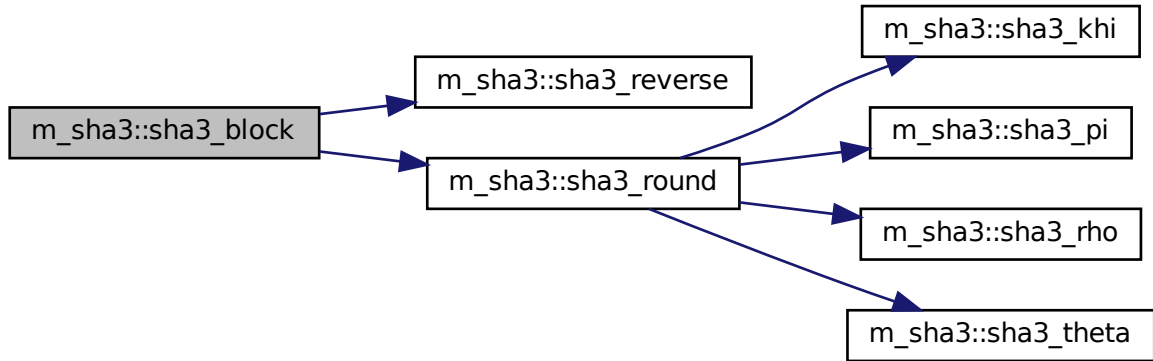 m_sha3::sha3_block
m_sha3::sha3_reverse
m_sha3::sha3_round
m_sha3::sha3_khi
m_sha3::sha3_pi
m_sha3::sha3_rho
m_sha3::sha3_theta